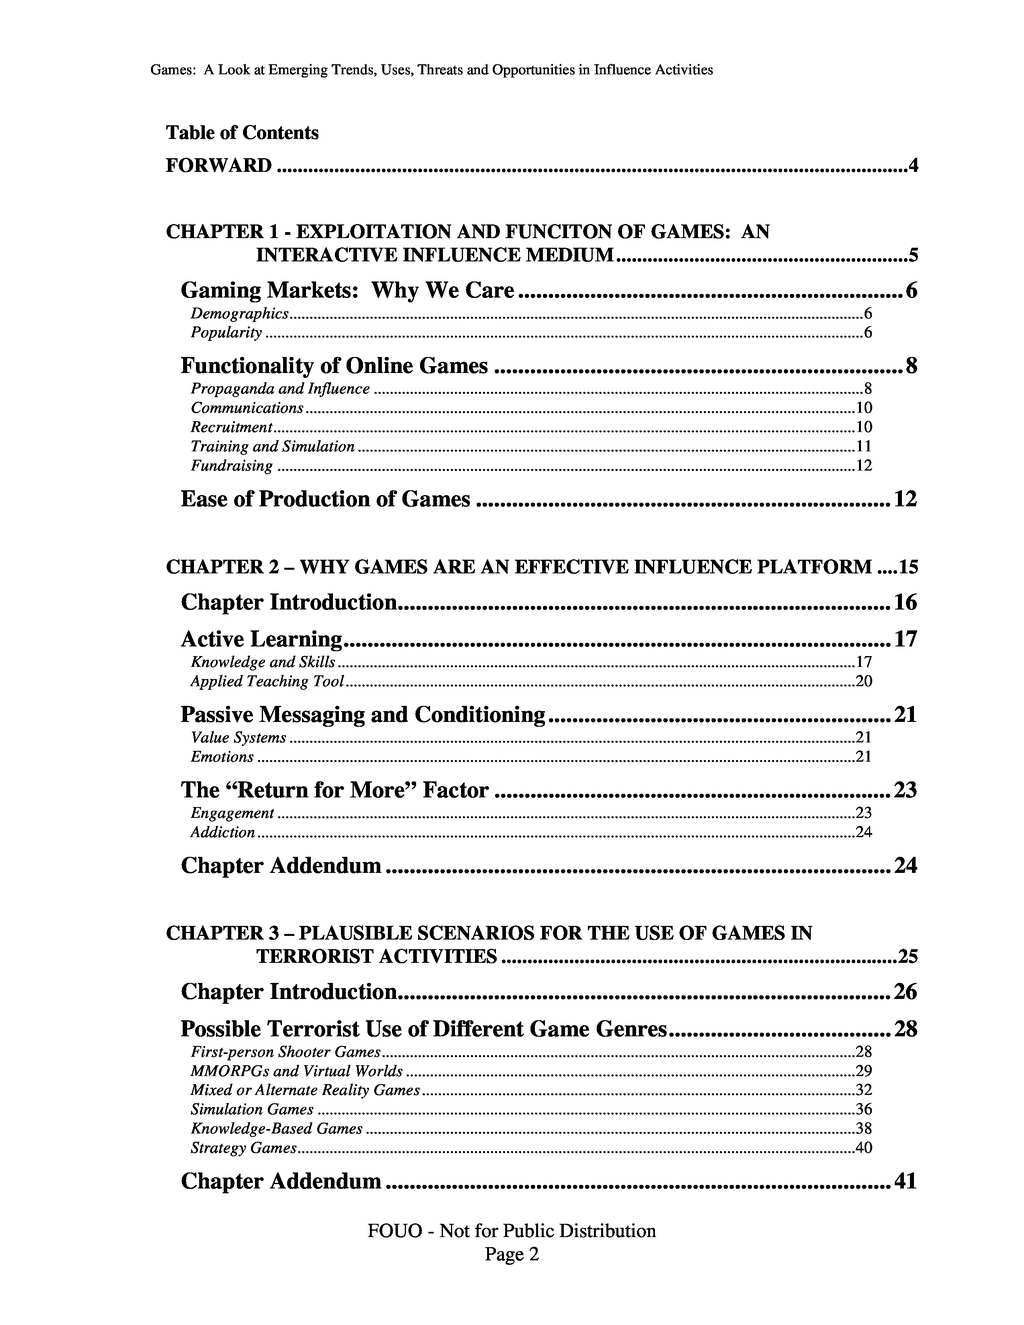 Games:  A Look at Emerging Trends, Uses, Threats and Opportunities in Influence Activities
Table of Contents
FORWARD ........................................................................................................................4
CHAPTER 1 - EXPLOITATION AND FUNCITON OF GAMES:  AN
INTERACTIVE INFLUENCE MEDIUM........................................................5
Gaming Markets:  Why We Care ................................................................ 6
Demographics...............................................................................................................................................6
Popularity .....................................................................................................................................................6
Functionality of Online Games .................................................................... 8
Propaganda and Influence ..........................................................................................................................8
Communications.........................................................................................................................................10
Recruitment.................................................................................................................................................10
Training and Simulation ............................................................................................................................11
Fundraising ................................................................................................................................................12
Ease of Production of Games ..................................................................... 12
CHAPTER 2 – WHY GAMES ARE AN EFFECTIVE INFLUENCE PLATFORM ....15
Chapter Introduction.................................................................................. 16
Active Learning........................................................................................... 17
Knowledge and Skills .................................................................................................................................17
Applied Teaching Tool...............................................................................................................................20
Passive Messaging and Conditioning......................................................... 21
Value Systems .............................................................................................................................................21
Emotions .....................................................................................................................................................21
The “Return for More” Factor .................................................................. 23
Engagement ................................................................................................................................................23
Addiction.....................................................................................................................................................24
Chapter Addendum .................................................................................... 24
CHAPTER 3 – PLAUSIBLE SCENARIOS FOR THE USE OF GAMES IN
TERRORIST ACTIVITIES ............................................................................25
Chapter Introduction.................................................................................. 26
Possible Terrorist Use of Different Game Genres..................................... 28
First-person Shooter Games......................................................................................................................28
MMORPGs and Virtual Worlds ................................................................................................................29
Mixed or Alternate Reality Games............................................................................................................32
Simulation Games ......................................................................................................................................36
Knowledge-Based Games ..........................................................................................................................38
Strategy Games...........................................................................................................................................40
Chapter Addendum .................................................................................... 41
FOUO - Not for Public Distribution
Page 2